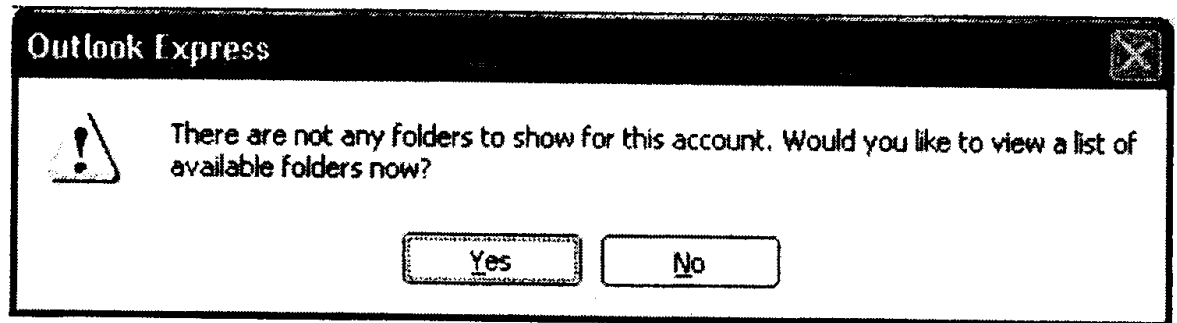 Outlook Express
There are not any folders to show for this account. Would you like to view a list of
available folders now?
Yes
No